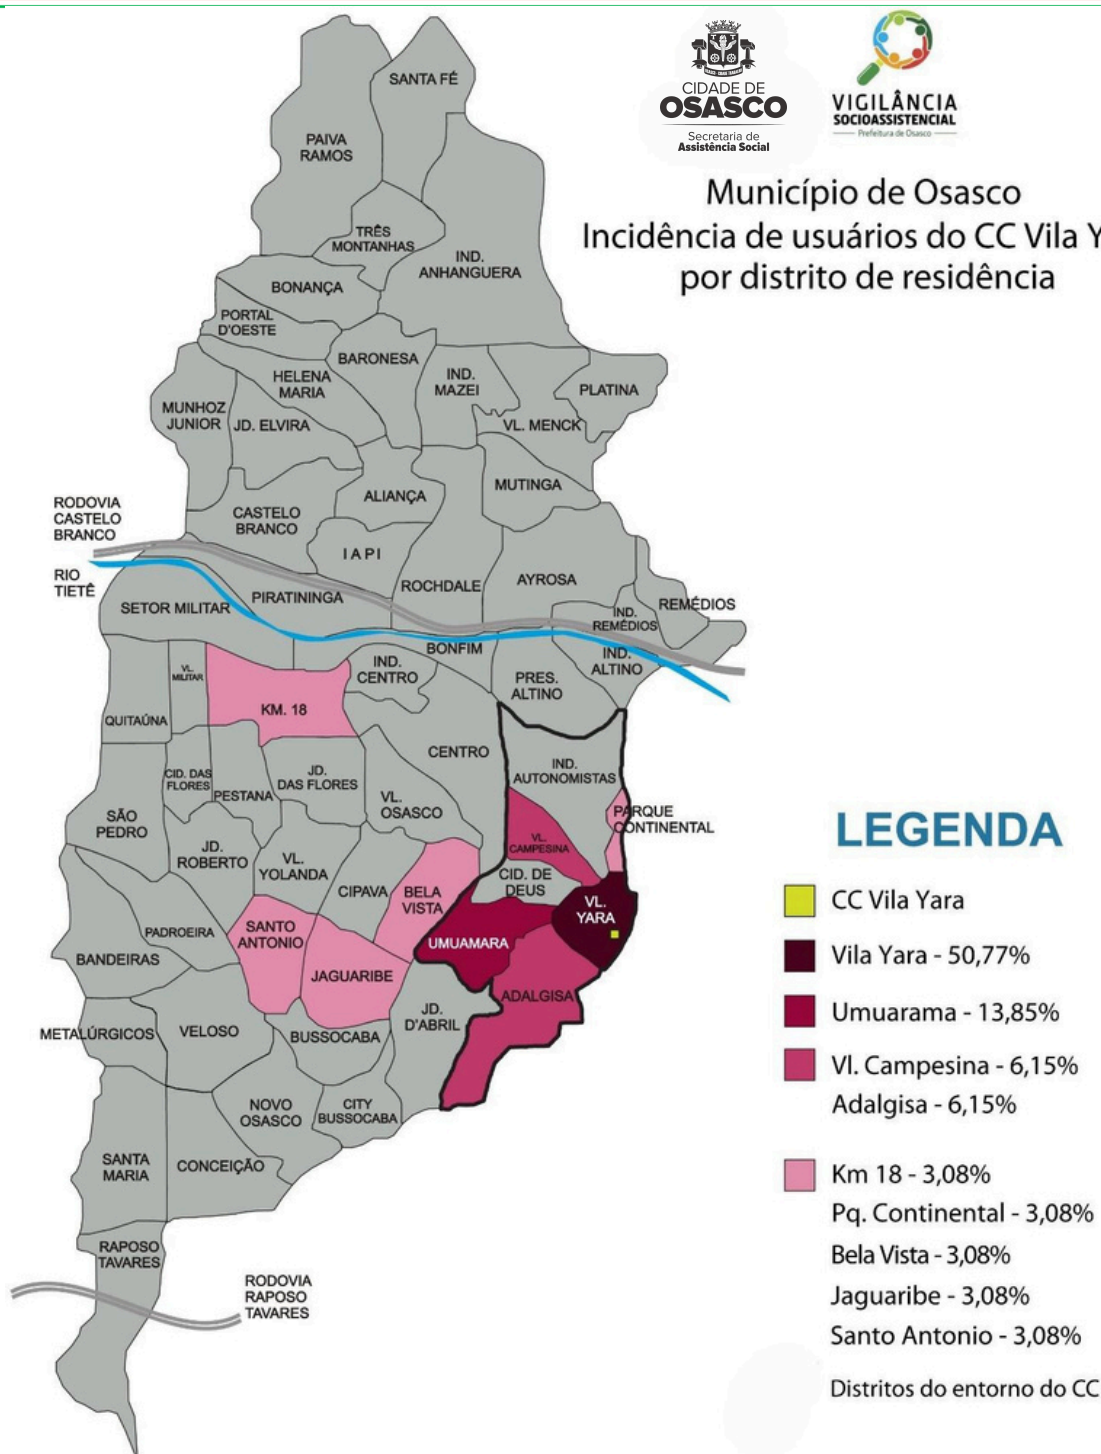 CIDADE DE
OSASCO
Secretaria de
Assistência Social
VIGILÂNCIA
SOCIOASSISTENCIAL
Prefeitura de Osasco
Município de Osasco
Incidência de usuários do CC Vila Y
por distrito de residência
SANTA FÉ
PAIVA
RAMOS
TRÊS
MONTANHAS
IND.
ANHANGUERA
BONANÇA
PORTAL
D'OESTE
BARONESA
HELENA
MARIA
IND.
MAZEI
PLATINA
MUNHOZ
JUNIOR
JD. ELVIRA
VL. MENCK
MUTINGA
ALIANÇA
CASTELO
BRANCO
RODOVIA
CASTELO
BRANCO
I A P I
RIO
TIETÊ
AYROSA
ROCHDALE
PIRATININGA
SETOR MILITAR
REMÉDIOS
IND.
REMÉDIOS
BONFIM
IND.
ALTINO
IND.
CENTRO
VL.
MILITAR
PRES.
ALTINO
KM. 18
QUITAÚNA
CENTRO
IND.
AUTONOMISTAS
CID. DAS
FLORES
JD.
DAS FLORES
PESTANA
VL.
OSASCO
PARQUE
CONTINENTAL
SÃO
PEDRO
VL.
CAMPESINA
JD.
ROBERTO
VL.
YOLANDA
CID. DE
DEUS
CIPAVA
BELA
VISTA
VL.
YARA
SANTO
ANTONIO
PADROEIRA
UMUAMARA
BANDEIRAS
JAGUARIBE
ADALGISA
JD.
D'ABRIL
METALÚRGICOS
VELOSO
BUSSOCABA
NOVO
OSASCO
CITY
BUSSOCABA
SANTA
MARIA
CONCEIÇÃO
RAPOSO
TAVARES
RODOVIA
RAPOSO
TAVARES
LEGENDA
CC Vila Yara
Vila Yara - 50,77%
Umuarama - 13,85%
Vl. Campesina - 6,15%
Adalgisa - 6,15%
Km 18 - 3,08%
Pq. Continental - 3,08%
Bela Vista - 3,08%
Jaguaribe - 3,08%
Santo Antonio - 3,08%
Distritos do entorno do CC